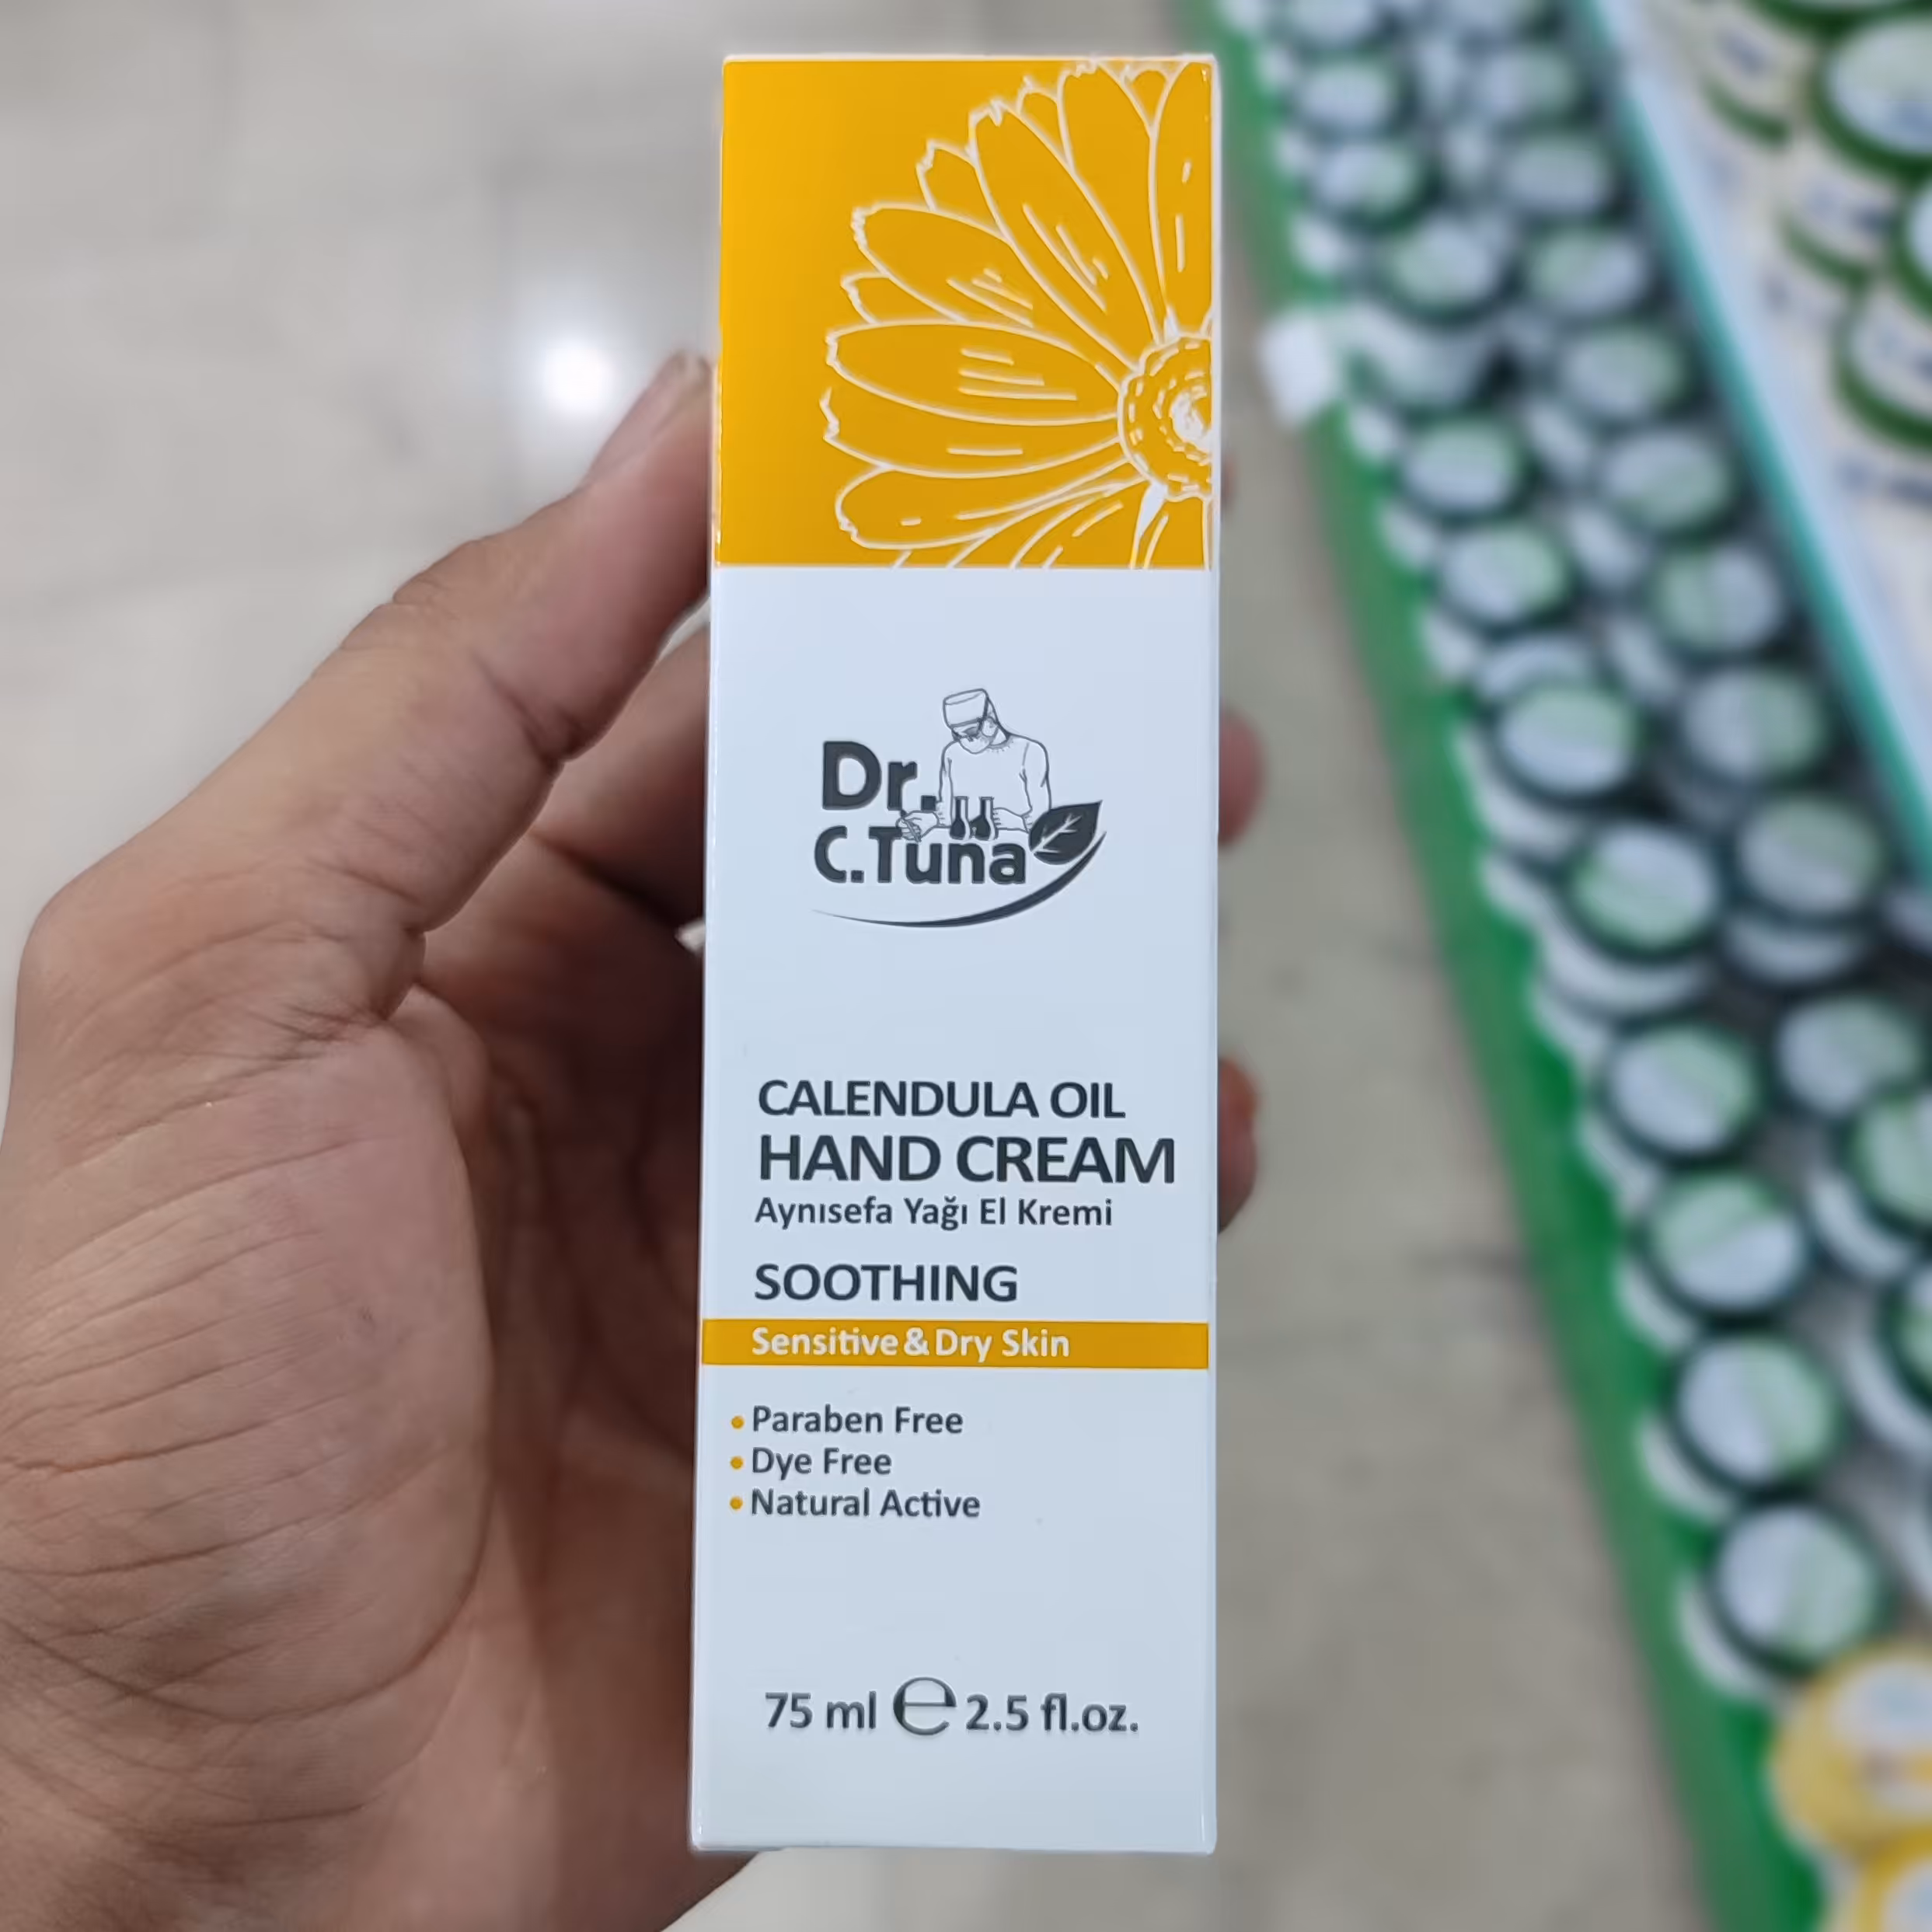 Dr.
C.Tuna
CALENDULA OIL
HAND CREAM
Aynısefa Yağı El Kremi
SOOTHING
Sensitive & Dry Skin
• Paraben Free
• Dye Free
• Natural Active
75 ml ℮ 2.5 fl.oz.